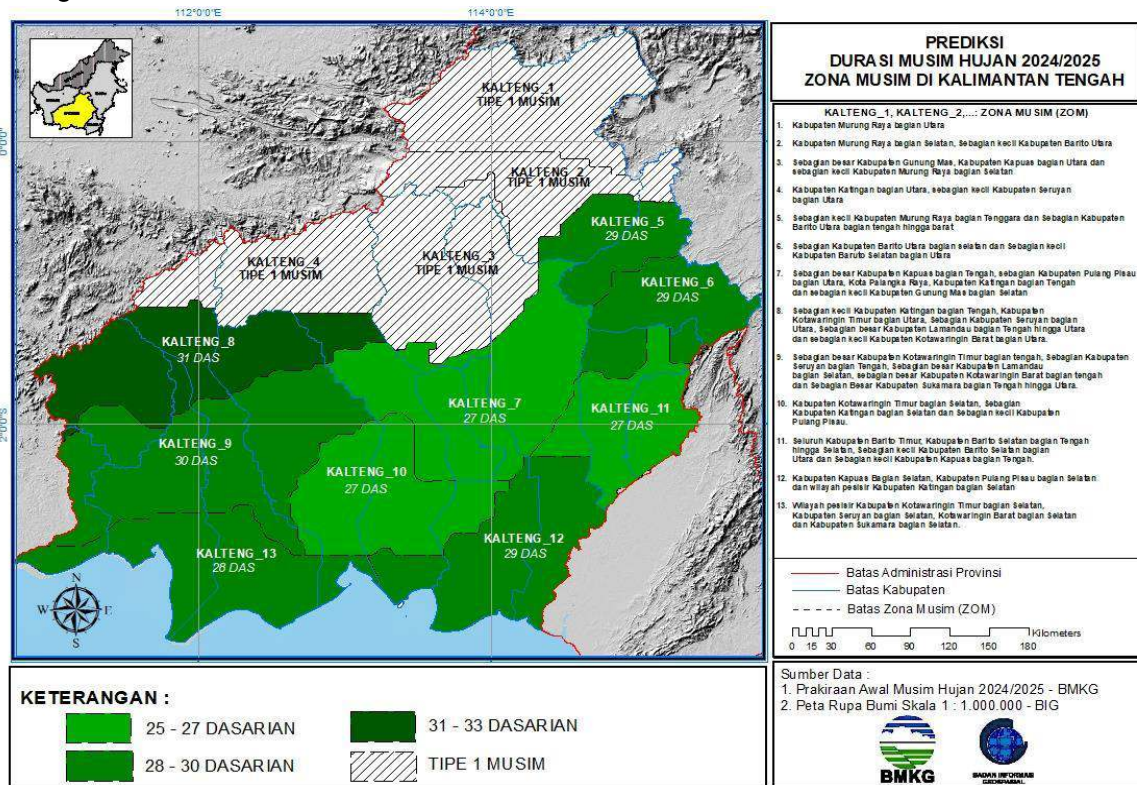 112°0'0"E
114°0'0"E
0°0'0"
2°0'0"S
KALTENG_1
TIPE 1 MUSIM
KALTENG_2
TIPE 1 MUSIM
KALTENG_3
TIPE 1 MUSIM
KALTENG_4
TIPE 1 MUSIM
KALTENG_5
29 DAS
KALTENG_6
29 DAS
KALTENG_8
31 DAS
KALTENG_7
27 DAS
KALTENG_11
27 DAS
KALTENG_9
30 DAS
KALTENG_10
27 DAS
KALTENG_12
29 DAS
KALTENG_13
28 DAS
N
W
E
S
PREDIKSI
DURASI MUSIM HUJAN 2024/2025
ZONA MUSIM DI KALIMANTAN TENGAH
KALTENG_1, KALTENG_2,...: ZONA MUSIM (ZOM)
1. Kabupaten Murung Raya bagian Utara
2. Kabupaten Murung Raya bagian Selatan, Sebagian kecil Kabupaten Barito Utara
3. Sebagian besar Kabupaten Gunung Mas, Kabupaten Kapuas bagian Utara dan
sebagian kecil Kabupaten Murung Raya bagian Selatan
4. Kabupaten Katingan bagian Utara, sebagian kecil Kabupaten Seruyan
bagian Utara
5. Sebagian kecil Kabupaten Murung Raya bagian Tenggara dan Sebagian Kabupaten
Barito Utara bagian tengah hingga barat
6. Sebagian Kabupaten Barito Utara bagian selatan dan Sebagian kecil
Kabupaten Baruto Selatan bagian Utara
7. Sebagian besar Kabupaten Kapuas bagian Tengah, sebagian Kabupaten Pulang Pisau
bagian Utara, Kota Palangka Raya, Kabupaten Katingan bagian Tengah
dan sebagian kecil Kabupaten Gunung Mas bagian Selatan
8. Sebagian kecil Kabupaten Katingan bagian Tengah, Kabupaten
Kotawaringin Timur bagian Utara, Sebagian Kabupaten Seruyan bagian
Utara, Sebagian besar Kabupaten Lamandau bagian Tengah hingga Utara
dan sebagian kecil Kabupaten Kotawaringin Barat bagian Utara.
9. Sebagian besar Kabupaten Kotawaringin Timur bagian tengah, Sebagian Kabupaten
Seruyan bagian Tengah, Sebagian besar Kabupaten Lamandau
bagian Selatan, sebagian besar Kabupaten Kotawaringin Barat bagian tengah
dan Sebagian Besar Kabupaten Sukamara bagian Tengah hingga Utara.
10. Kabupaten Kotawaringin Timur bagian Selatan, Sebagian
Kabupaten Katingan bagian Selatan dan Sebagian kecil Kabupaten
Pulang Pisau.
11. Seluruh Kabupaten Barito Timur, Kabupaten Barito Selatan bagian Tengah
hingga Selatan, Sebagian kecil Kabupaten Barito Selatan bagian
Utara dan Sebagian kecil Kabupaten Kapuas bagian Tengah.
12. Kabupaten Kapuas Bagian Selatan, Kabupaten Pulang Pisau bagian Selatan
dan wilayah pesisir Kabupaten Katingan bagian Selatan
13. Wilayah pesisir Kabupaten Kotawaringin Timur bagian Selatan,
Kabupaten Seruyan bagian Selatan, Kotawaringin Barat bagian Selatan
dan Kabupaten Sukamara bagian Selatan.
Batas Administrasi Provinsi
Batas Kabupaten
Batas Zona Musim (ZOM)
Kilometers
0 15 30 60 90 120 150 180
KETERANGAN :
25 - 27 DASARIAN
31 - 33 DASARIAN
28 - 30 DASARIAN
TIPE 1 MUSIM
Sumber Data :
1. Prakiraan Awal Musim Hujan 2024/2025 - BMKG
2. Peta Rupa Bumi Skala 1 : 1.000.000 - BIG
BMKG
BADAN INFORMASI
GEOSPASIAL